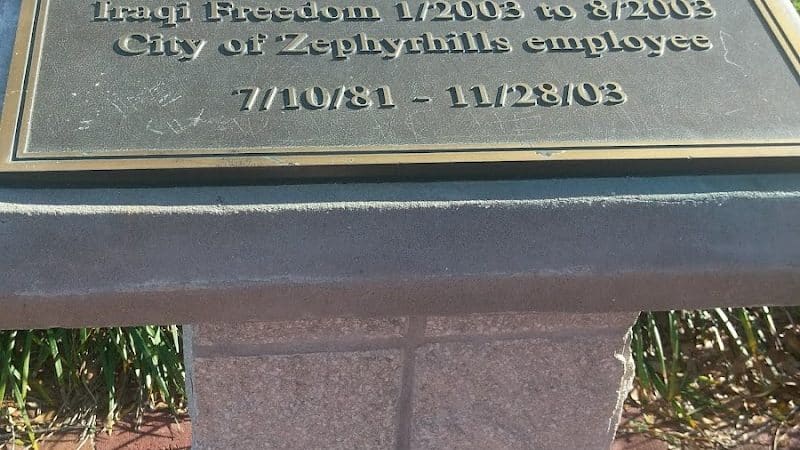 Iraqi Freedom 1/2003 to 8/2003
City of Zephyrhills employee
7/10/81 - 11/28/03